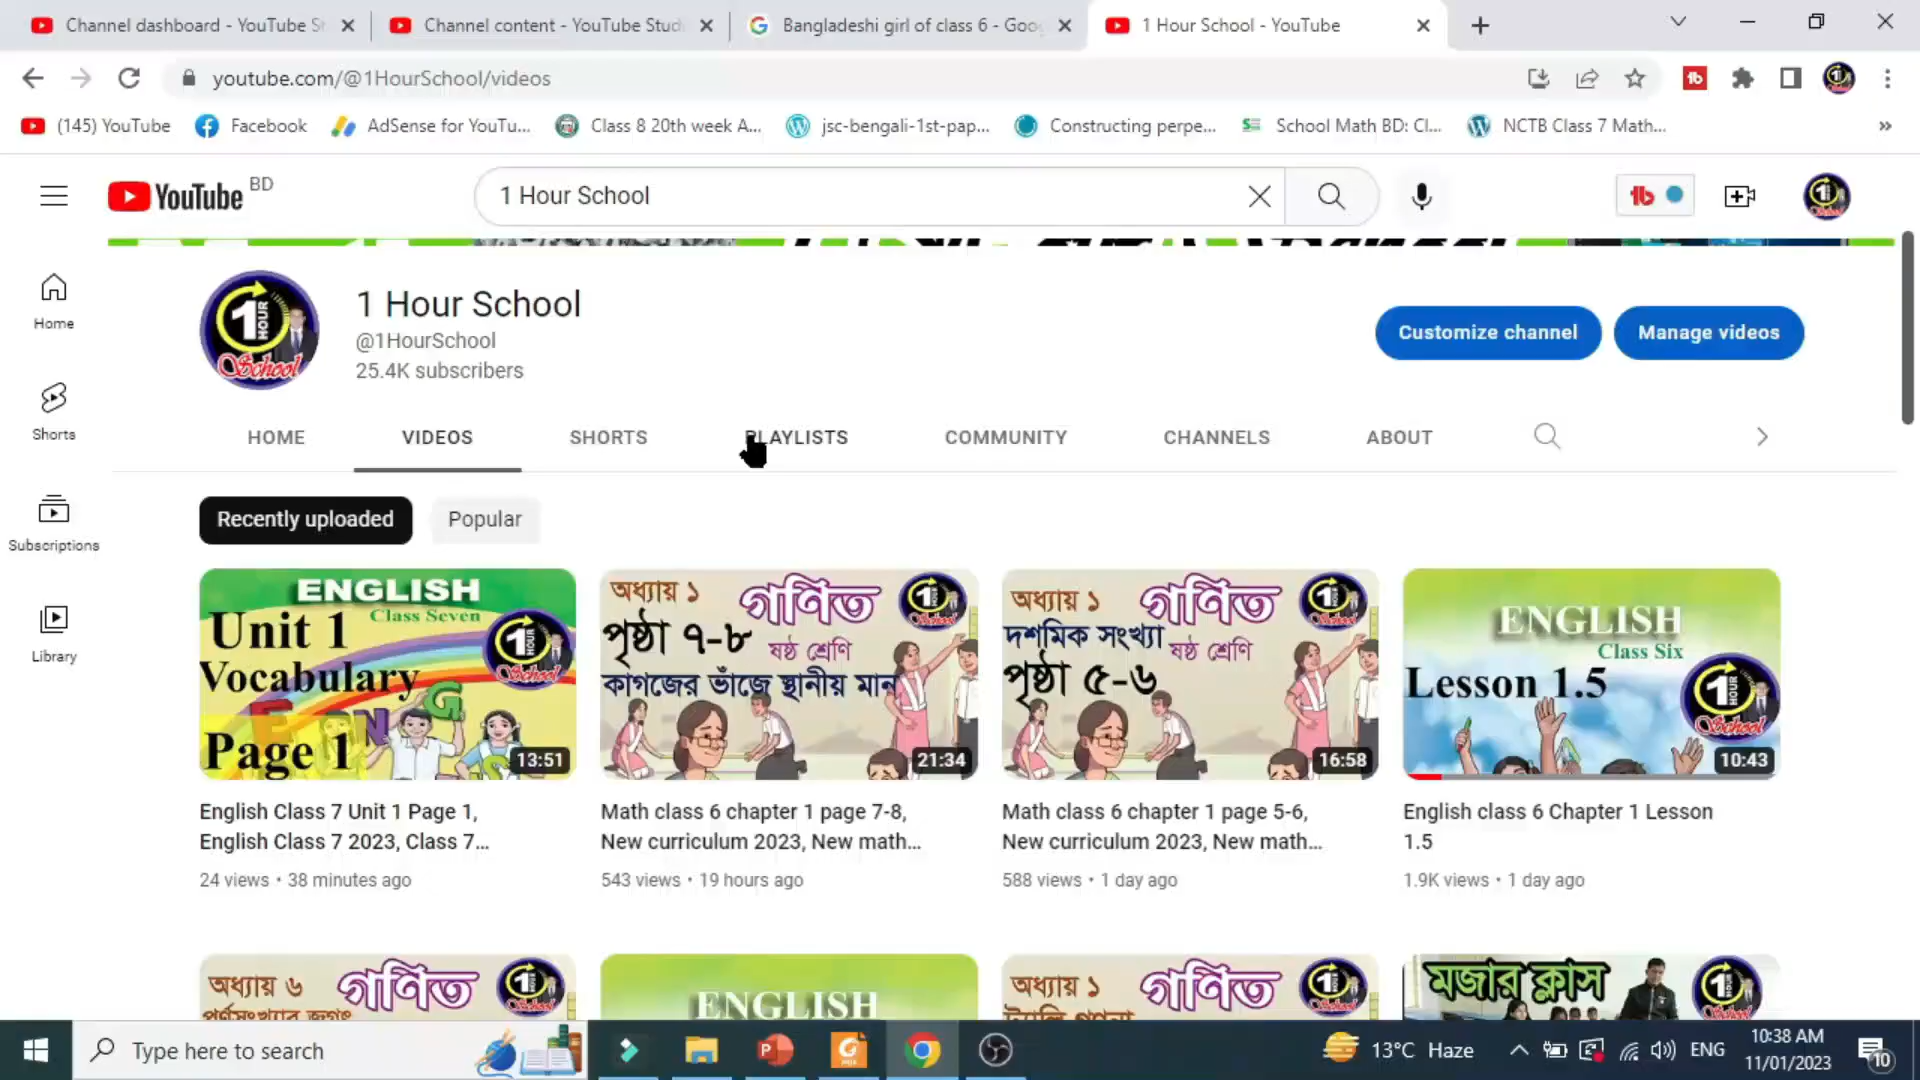 Channel dashboard - YouTube St
Channel content - YouTube Studi
Bangladeshi girl of class 6 - Goog
1 Hour School - YouTube
youtube.com/@1HourSchool/videos
(145) YouTube
Facebook
AdSense for YouTu...
Class 8 20th week A...
jsc-bengali-1st-pap...
Constructing perpe...
School Math BD: Cl...
NCTB Class 7 Math...
YouTube BD
1 Hour School
Home
Shorts
Subscriptions
Library
1 HOUR School
1 Hour School
@1HourSchool
25.4K subscribers
Customize channel
Manage videos
HOME
VIDEOS
SHORTS
PLAYLISTS
COMMUNITY
CHANNELS
ABOUT
Recently uploaded
Popular
ENGLISH
Class Seven
Unit 1
Vocabulary
Page 1
13:51
English Class 7 Unit 1 Page 1,
English Class 7 2023, Class 7...
24 views • 38 minutes ago
অধ্যায় ১
গণিত
পৃষ্ঠা ৭-৮
ষষ্ঠ শ্রেণি
কাগজের ভাঁজে স্থানীয় মান
21:34
Math class 6 chapter 1 page 7-8,
New curriculum 2023, New math...
543 views • 19 hours ago
অধ্যায় ১
গণিত
দশমিক সংখ্যা
ষষ্ঠ শ্রেণি
পৃষ্ঠা ৫-৬
16:58
Math class 6 chapter 1 page 5-6,
New curriculum 2023, New math...
588 views • 1 day ago
ENGLISH
Class Six
Lesson 1.5
10:43
English class 6 Chapter 1 Lesson
1.5
1.9K views • 1 day ago
অধ্যায় ৬
গণিত
ENGLISH
অধ্যায় ১
গণিত
মজার ক্লাস
Type here to search
13°C Haze
ENG
10:38 AM
11/01/2023
10